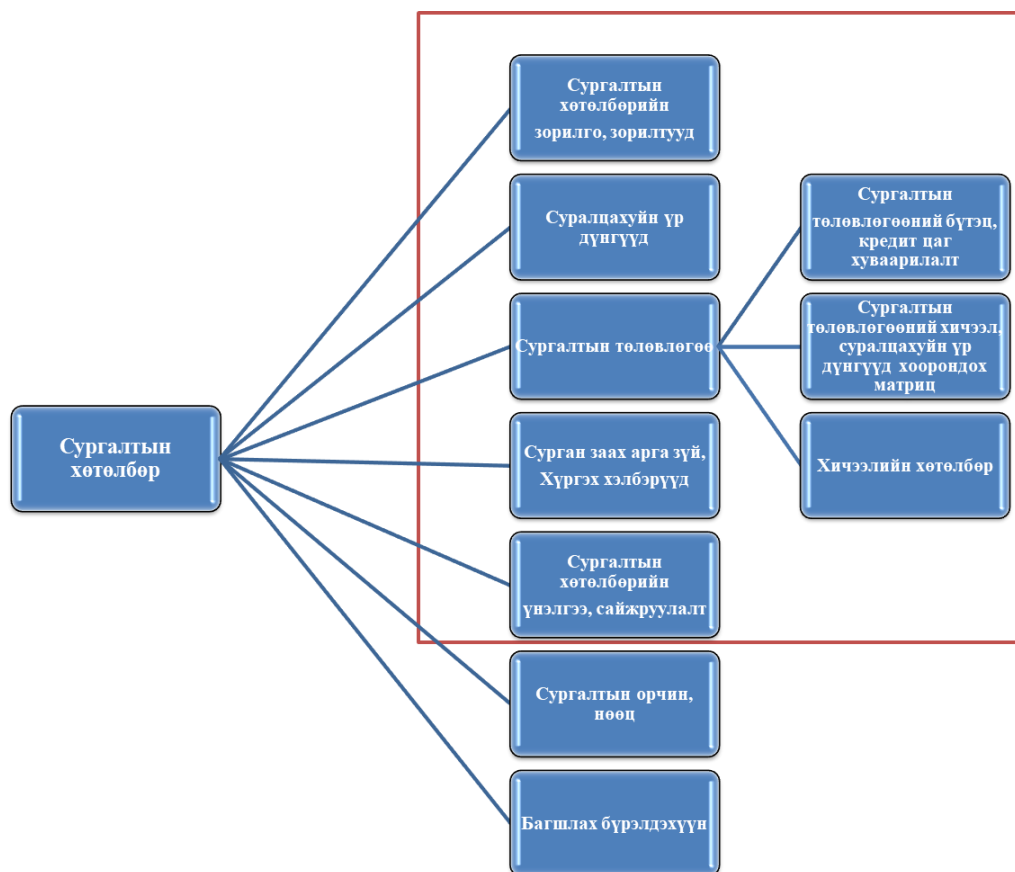 Сургалтын
хөтөлбөр
Сургалтын
хөтөлбөрийн
зорилго, зорилтууд
Суралцахуйн үр
дүнгүүд
Сургалтын төлөвлөгөө
Сурган заах арга зүй,
Хүргэх хэлбэрүүд
Сургалтын
хөтөлбөрийн
үнэлгээ, сайжруулалт
Сургалтын орчин,
нөөц
Багшлах бүрэлдэхүүн
Сургалтын
төлөвлөгөөний бүтэц,
кредит цаг
хуваарилалт
Сургалтын
төлөвлөгөөний хичээл,
суралцахуйн үр
дүнгүүд хоорондох
матриц
Хичээлийн хөтөлбөр